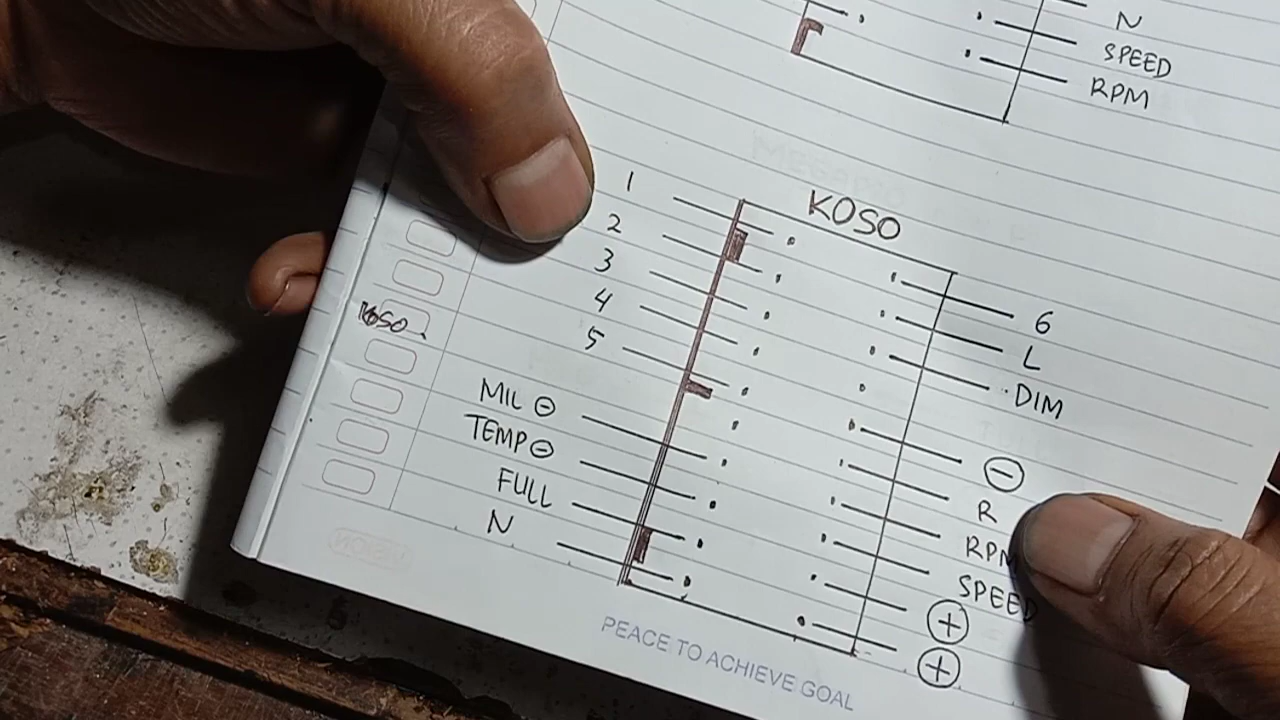 N
SPEED
RPM
KOSO
1
2
3
4
5
MIL ⊖
TEMP ⊖
FULL
N
6
L
DIM
⊖
R
RPM
SPEED
⊕
⊕
KOSO
PEACE TO ACHIEVE GOAL